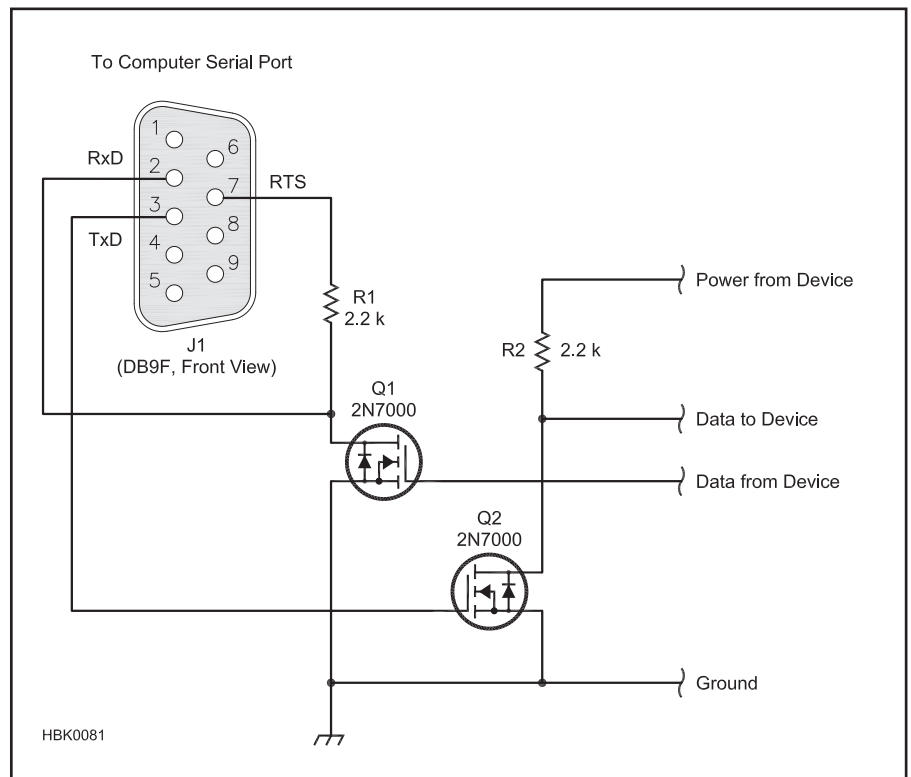 To Computer Serial Port
1
6
RxD
2
7
RTS
3
TxD
8
4
9
5
J1
(DB9F, Front View)
R1
2.2 k
Power from Device
R2
2.2 k
Q1
2N7000
Data to Device
Data from Device
Q2
2N7000
Ground
HBK0081